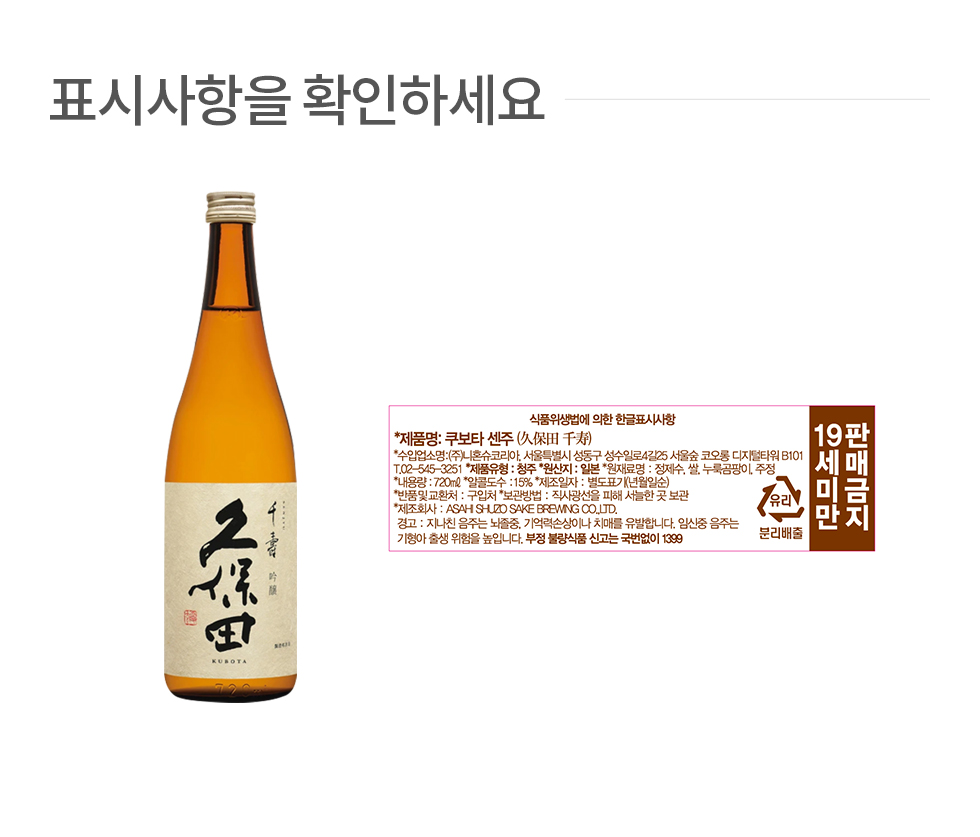 표시사항을 확인하세요
千壽
吟醸
久保田
KUBOTA
720
식품위생법에 의한 한글표시사항
*제품명: 쿠보타 센주 (久保田 千寿)
*수입업소명:(주)니혼슈코리아, 서울특별시 성동구 성수일로4길25 서울숲 코오롱 디지털타워 B101
T.02-545-3251 *제품유형 : 청주 *원산지 : 일본 *원재료명 : 정제수, 쌀, 누룩곰팡이, 주정
*내용량 : 720㎖ *알콜도수 :15% *제조일자 : 별도표기(년월일순)
*반품및교환처 : 구입처 *보관방법 : 직사광선을 피해 서늘한 곳 보관
*제조회사 : ASAHI SHUZO SAKE BREWING CO.,LTD.
경고 : 지나친 음주는 뇌졸중, 기억력손상이나 치매를 유발합니다. 임신중 음주는
기형아 출생 위험을 높입니다. 부정 불량식품 신고는 국번없이 1399
유리
분리배출
19세미만
판매금지